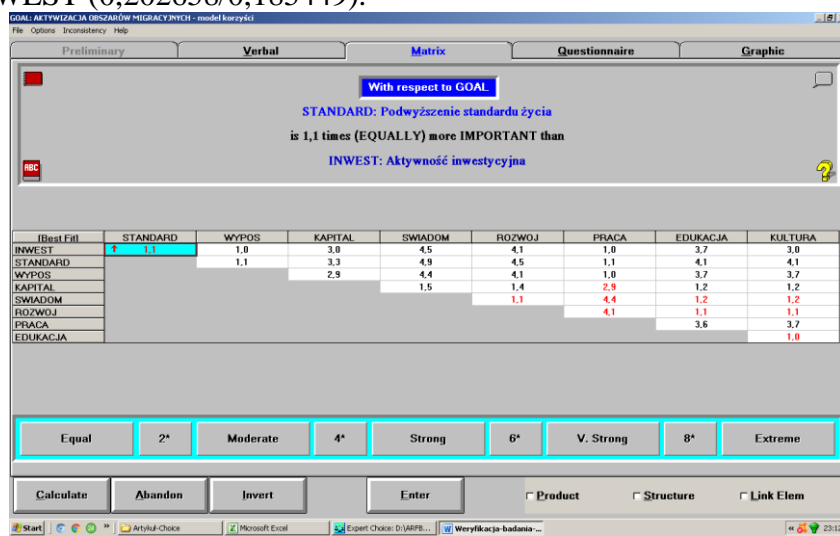 WEST (0,202838/0,183449).
GOAL: AKTYWIZACJA OBSZARÓW MIGRACYJNYCH - model korzyści
File Options Inconsistency Help
Preliminary Verbal Matrix Questionnaire Graphic
With respect to GOAL
STANDARD: Podwyższenie standardu życia
is 1,1 times (EQUALLY) more IMPORTANT than
INWEST: Aktywność inwestycyjna
ABC
[Best Fit] STANDARD WYPOS KAPITAL SWIADOM ROZWOJ PRACA EDUKACJA KULTURA
INWEST ↑ 1,1 1,0 3,0 4,5 4,1 1,0 3,7 3,0
STANDARD 1,1 3,3 4,9 4,5 1,1 4,1 4,1
WYPOS 2,9 4,4 4,1 1,0 3,7 3,7
KAPITAL 1,5 1,4 2,9 1,2 1,2
SWIADOM 1,1 4,4 1,2 1,2
ROZWOJ 4,1 1,1 1,1
PRACA 3,6 3,7
EDUKACJA 1,0
Equal 2* Moderate 4* Strong 6* V. Strong 8* Extreme
Calculate Abandon Invert Enter Product Structure Link Elem
Start » Artykuł-Choice Microsoft Excel Expert Choice: D:\ARFB... Weryfikacja-badania-... « 23:12